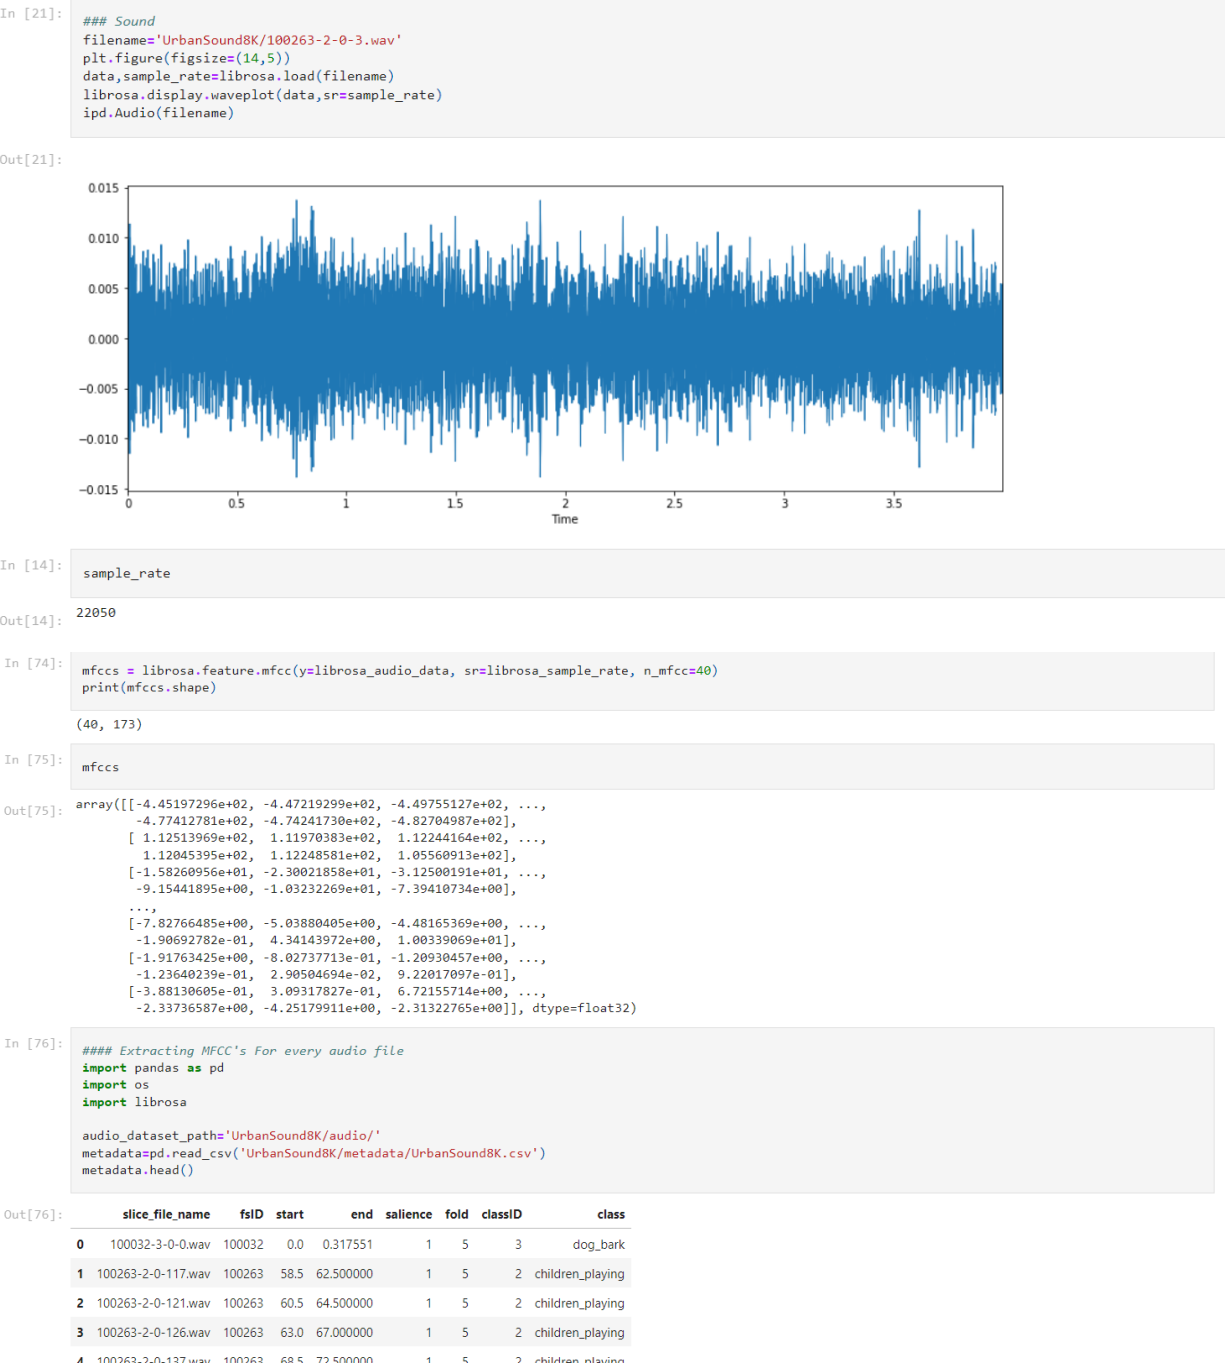 In [21]:
### Sound
filename='UrbanSound8K/100263-2-0-3.wav'
plt.figure(figsize=(14,5))
data,sample_rate=librosa.load(filename)
librosa.display.waveplot(data,sr=sample_rate)
ipd.Audio(filename)
Out[21]:
0.015
0.010
0.005
0.000
−0.005
−0.010
−0.015
0 0.5 1 1.5 2 2.5 3 3.5
Time
In [14]:
sample_rate
Out[14]:
22050
In [74]:
mfccs = librosa.feature.mfcc(y=librosa_audio_data, sr=librosa_sample_rate, n_mfcc=40)
print(mfccs.shape)
(40, 173)
In [75]:
mfccs
Out[75]:
array([[-4.45197296e+02, -4.47219299e+02, -4.49755127e+02, ...,
-4.77412781e+02, -4.74241730e+02, -4.82704987e+02],
[ 1.12513969e+02, 1.11970383e+02, 1.12244164e+02, ...,
1.12045395e+02, 1.12248581e+02, 1.05560913e+02],
[-1.58260956e+01, -2.30021858e+01, -3.12500191e+01, ...,
-9.15441895e+00, -1.03232269e+01, -7.39410734e+00],
...,
[-7.82766485e+00, -5.03880405e+00, -4.48165369e+00, ...,
-1.90692782e-01, 4.34143972e+00, 1.00339069e+01],
[-1.91763425e+00, -8.02737713e-01, -1.20930457e+00, ...,
-1.23640239e-01, 2.90504694e-02, 9.22017097e-01],
[-3.88130605e-01, 3.09317827e-01, 6.72155714e+00, ...,
-2.33736587e+00, -4.25179911e+00, -2.31322765e+00]], dtype=float32)
In [76]:
#### Extracting MFCC's For every audio file
import pandas as pd
import os
import librosa
audio_dataset_path='UrbanSound8K/audio/'
metadata=pd.read_csv('UrbanSound8K/metadata/UrbanSound8K.csv')
metadata.head()
Out[76]:
slice_file_name fsID start end salience fold classID class
0 100032-3-0-0.wav 100032 0.0 0.317551 1 5 3 dog_bark
1 100263-2-0-117.wav 100263 58.5 62.500000 1 5 2 children_playing
2 100263-2-0-121.wav 100263 60.5 64.500000 1 5 2 children_playing
3 100263-2-0-126.wav 100263 63.0 67.000000 1 5 2 children_playing
4 100263-2-0-137.wav 100263 68.5 72.500000 1 5 2 children_playing